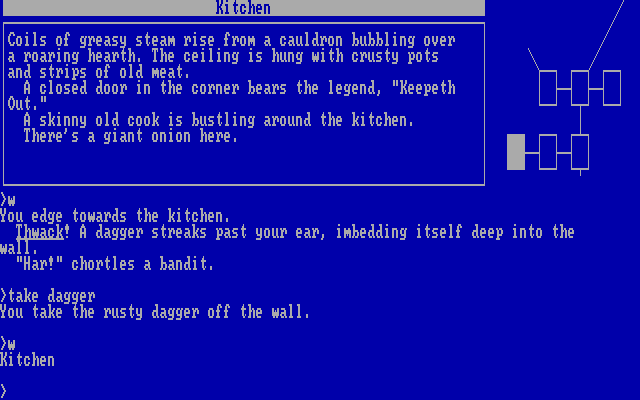 Kitchen
Coils of greasy steam rise from a cauldron bubbling over
a roaring hearth. The ceiling is hung with crusty pots
and strips of old meat.
A closed door in the corner bears the legend, "Keepeth
Out."
A skinny old cook is bustling around the kitchen.
There's a giant onion here.
>w
You edge towards the kitchen.
Thwack! A dagger streaks past your ear, imbedding itself deep into the
wall.
"Har!" chortles a bandit.
>take dagger
You take the rusty dagger off the wall.
>w
Kitchen
>